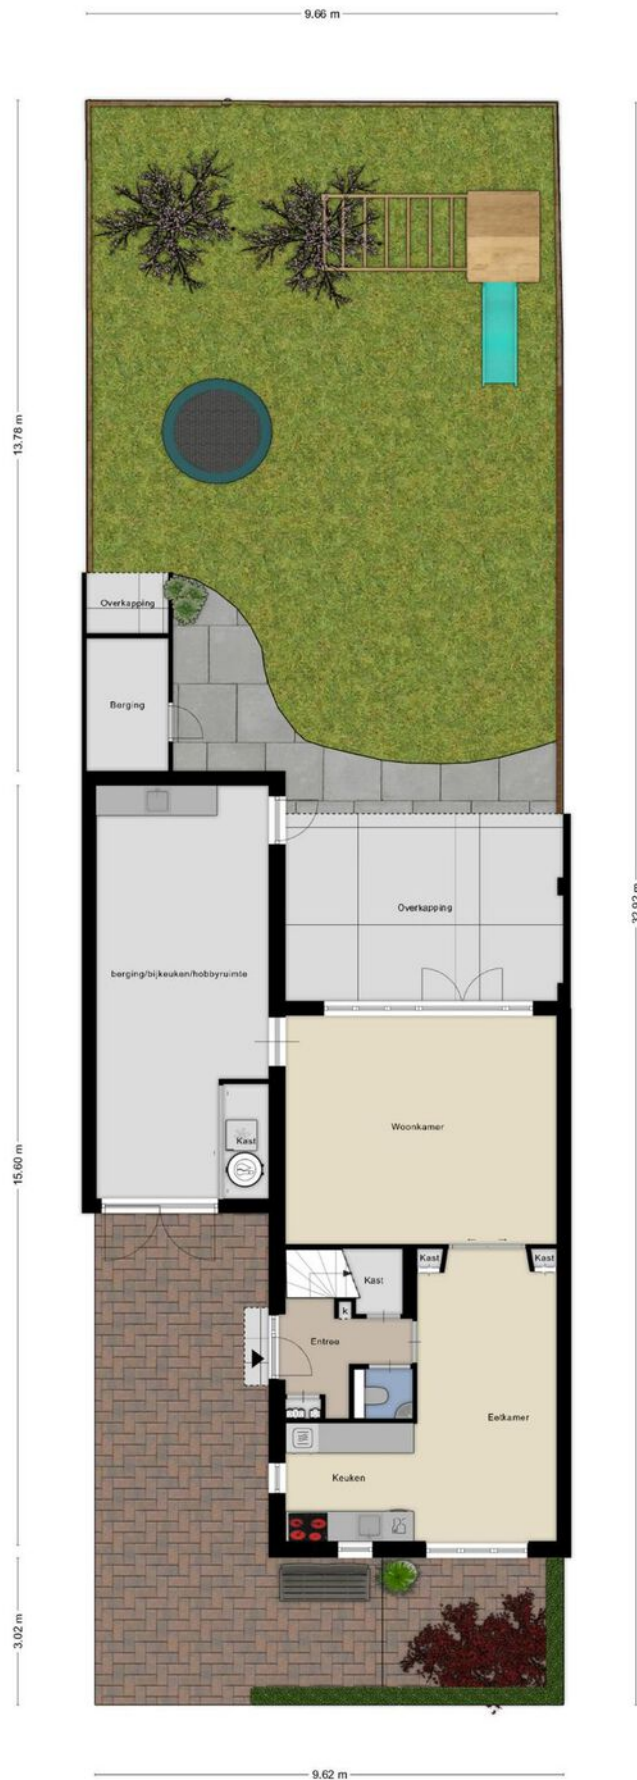 9.66 m
13.78 m
Overkapping
Berging
Overkapping
berging/bijkeuken/hobbyruimte
Woonkamer
15.60 m
Kast
Kast
Kast
Kast
k
Entree
Eetkamer
Keuken
3.02 m
9.62 m